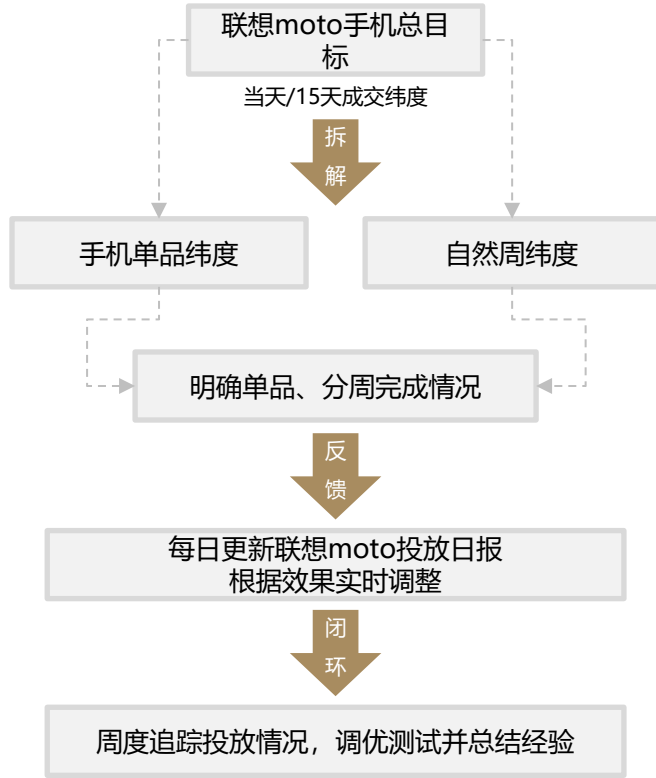 联想moto手机总目
标
当天/15天成交纬度
拆
解
手机单品纬度
自然周纬度
明确单品、分周完成情况
反
馈
每日更新联想moto投放日报
根据效果实时调整
闭
环
周度追踪投放情况，调优测试并总结经验